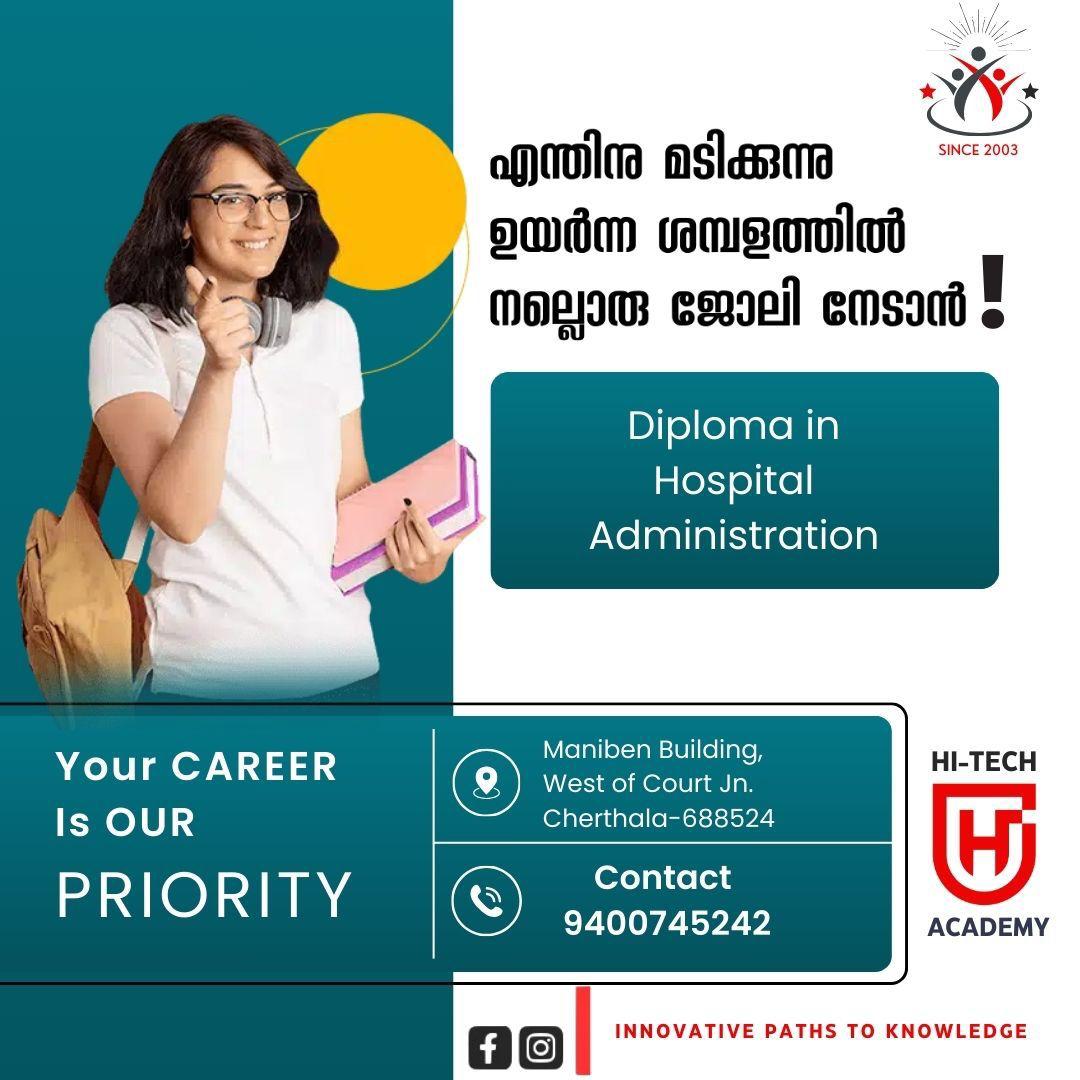 SINCE 2003
എന്തിനു മടിക്കുന്നു
ഉയർന്ന ശമ്പളത്തിൽ
നല്ലൊരു ജോലി നേടാൻ!
Diploma in
Hospital
Administration
Your CAREER
Is OUR
PRIORITY
Maniben Building,
West of Court Jn.
Cherthala-688524
Contact
9400745242
HI-TECH
ACADEMY
INNOVATIVE PATHS TO KNOWLEDGE